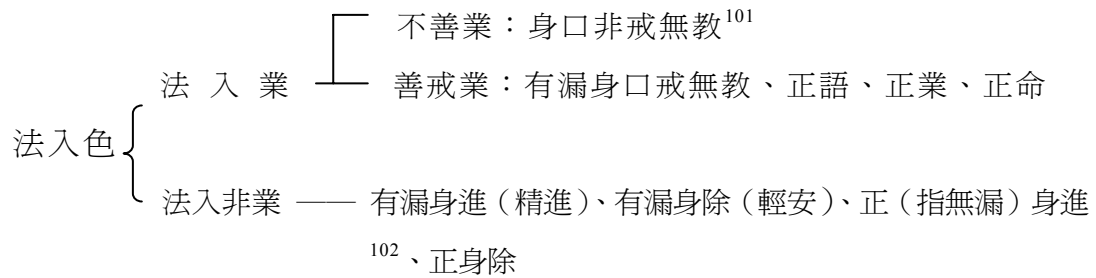 不善業：身口非戒無教101
法入業
善戒業：有漏身口戒無教、正語、正業、正命
法入色
法入非業 —— 有漏身進（精進）、有漏身除（輕安）、正（指無漏）身進
102、正身除